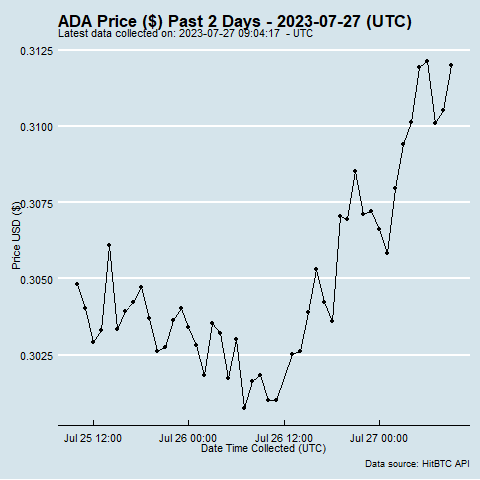 ADA Price ($) Past 2 Days - 2023-07-27 (UTC)
Latest data collected on: 2023-07-27 09:04:17  - UTC
0.3125
0.3100
0.3075
0.3050
0.3025
Price USD ($)
Jul 25 12:00
Jul 26 00:00
Jul 26 12:00
Jul 27 00:00
Date Time Collected (UTC)
Data source: HitBTC API